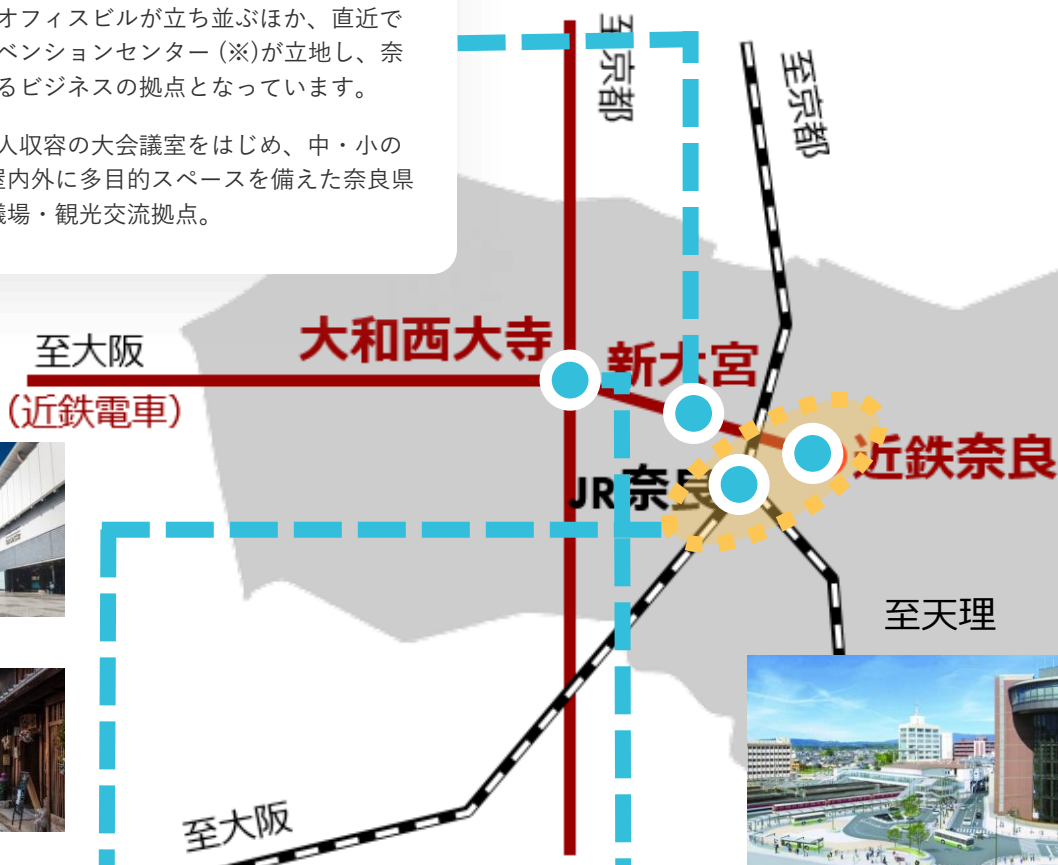 オフィスビルが立ち並ぶほか、直近で
ベンションセンター (※)が立地し、奈
るビジネスの拠点となっています。
人収容の大会議室をはじめ、中・小の
屋内外に多目的スペースを備えた奈良県
議場・観光交流拠点。
至京都
至京都
至大阪
大和西大寺
新大宮
(近鉄電車)
近鉄奈良
JR奈良
至天理
至大阪